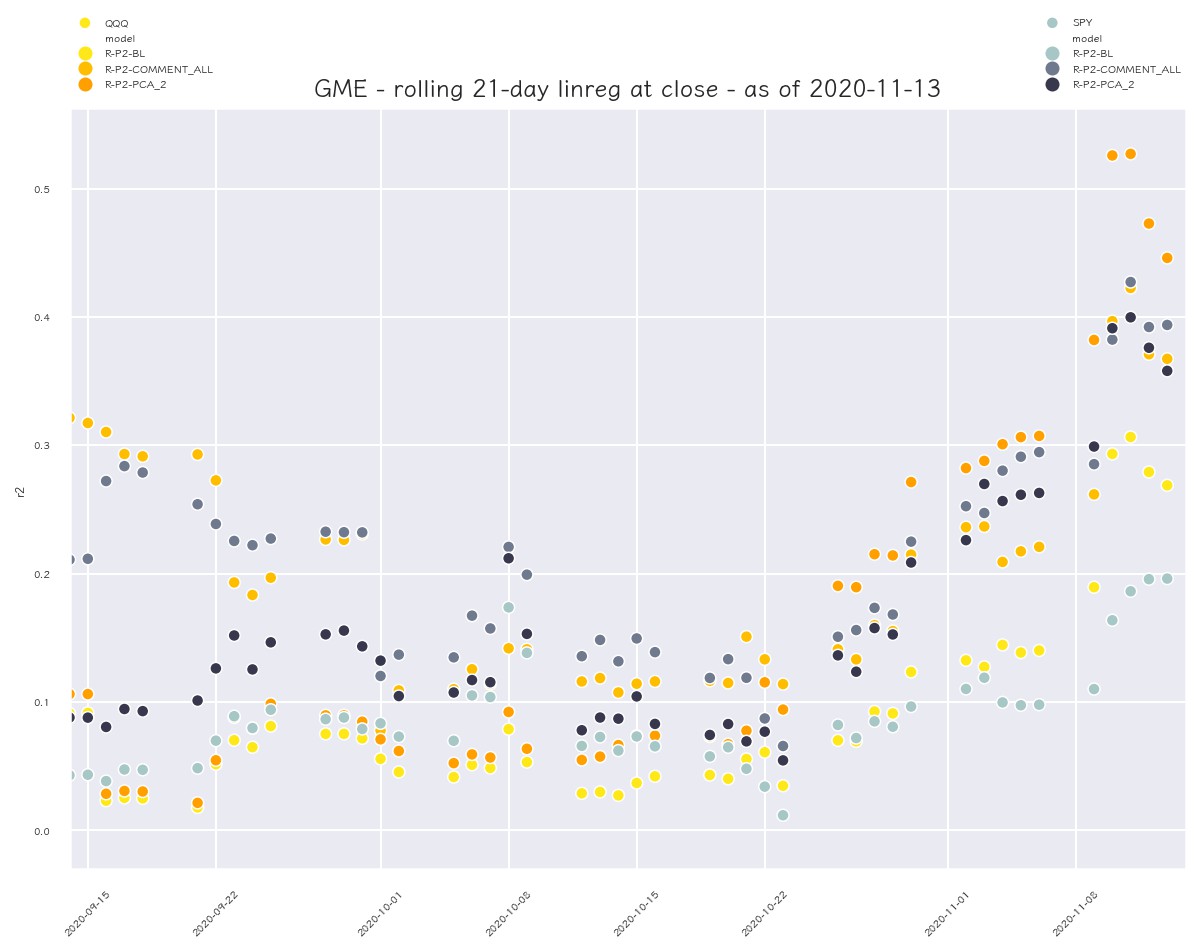 QQQ
model
R-P2-BL
R-P2-COMMENT_ALL
R-P2-PCA_2
SPY
model
R-P2-BL
R-P2-COMMENT_ALL
R-P2-PCA_2
GME - rolling 21-day linreg at close - as of 2020-11-13
0.5
0.4
0.3
0.2
0.1
0.0
r2
2020-09-15
2020-09-22
2020-10-01
2020-10-08
2020-10-15
2020-10-22
2020-11-01
2020-11-08